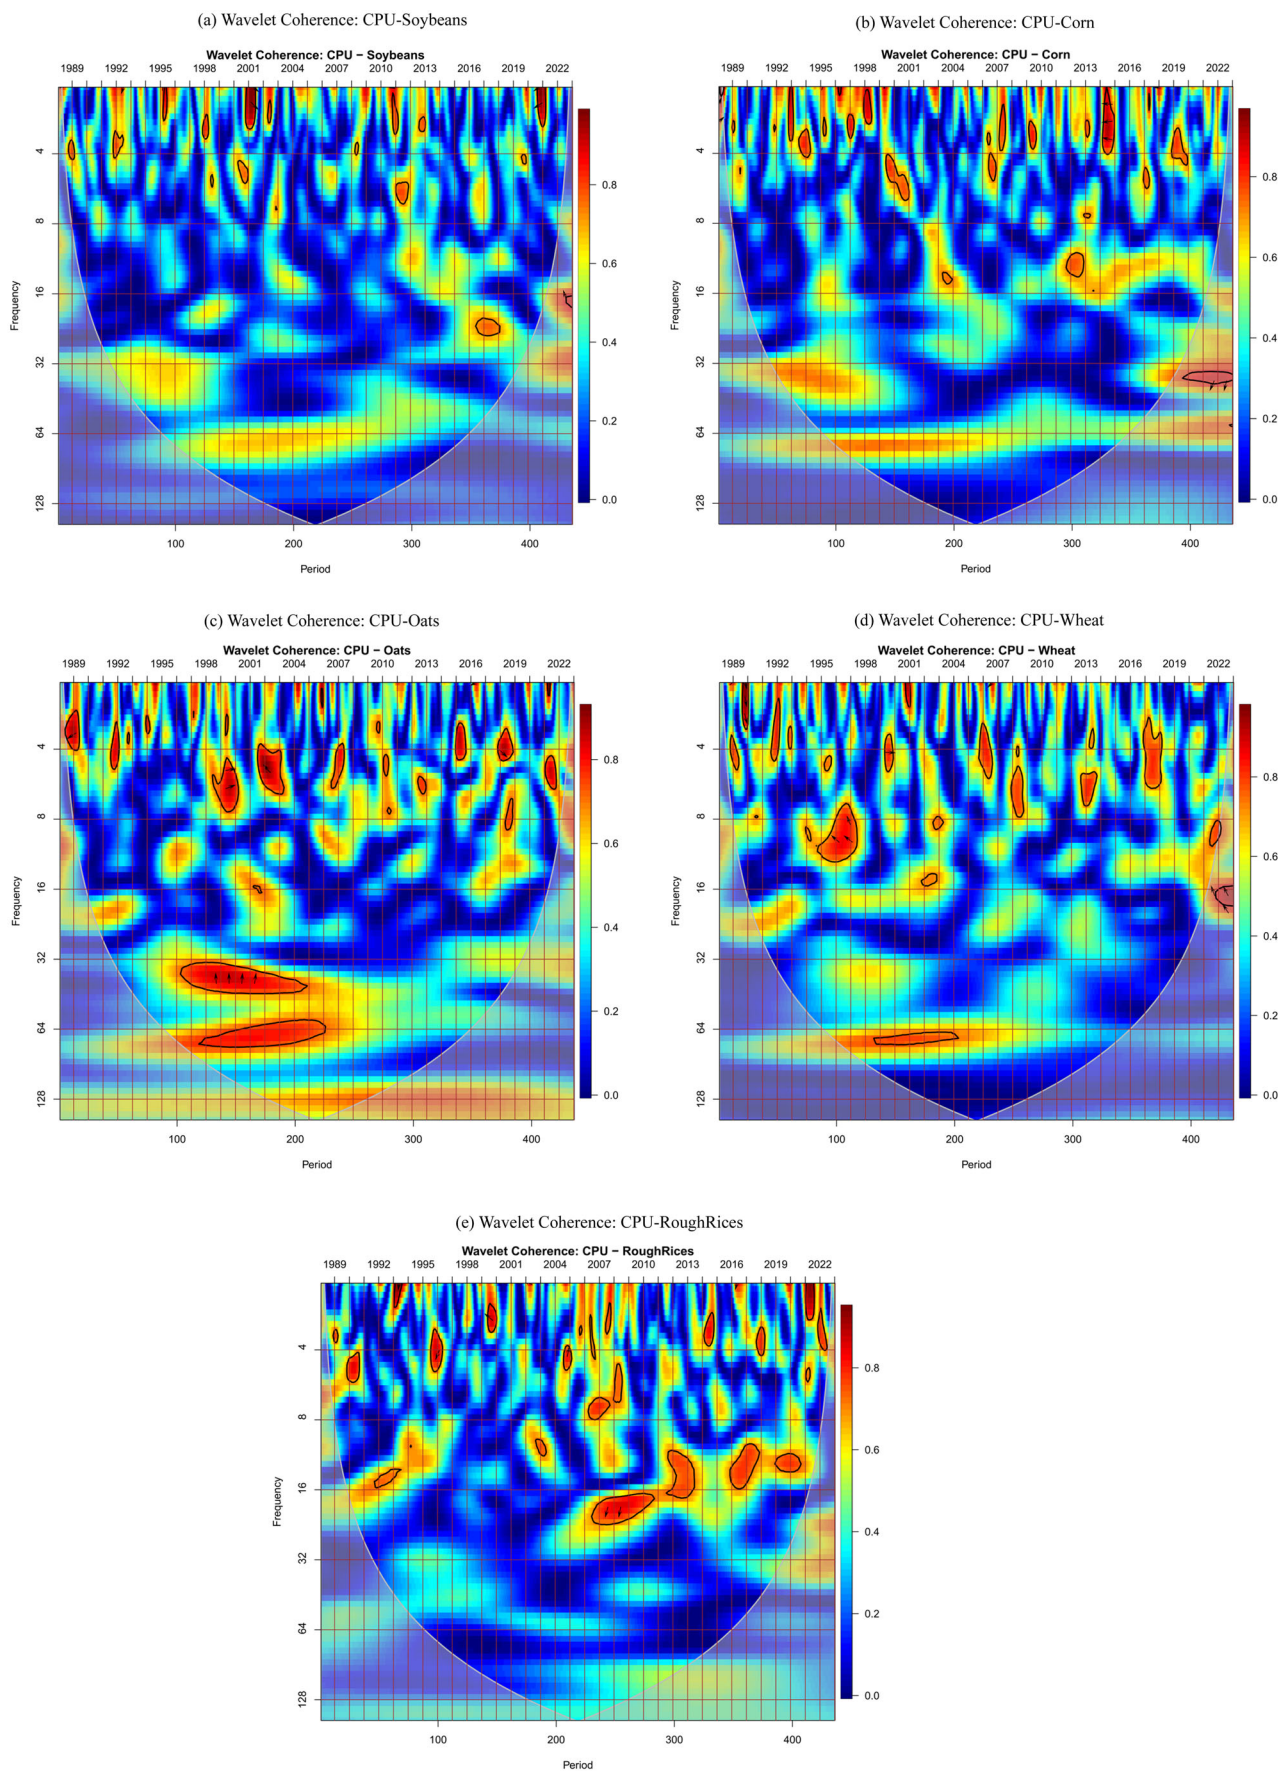 (a) Wavelet Coherence: CPU-Soybeans
Wavelet Coherence: CPU − Soybeans
1989 1992 1995 1998 2001 2004 2007 2010 2013 2016 2019 2022
Frequency
4
8
16
32
64
128
0.8
0.6
0.4
0.2
0.0
100 200 300 400
Period
(b) Wavelet Coherence: CPU-Corn
Wavelet Coherence: CPU − Corn
1989 1992 1995 1998 2001 2004 2007 2010 2013 2016 2019 2022
Frequency
4
8
16
32
64
128
0.8
0.6
0.4
0.2
0.0
100 200 300 400
Period
(c) Wavelet Coherence: CPU-Oats
Wavelet Coherence: CPU − Oats
1989 1992 1995 1998 2001 2004 2007 2010 2013 2016 2019 2022
Frequency
4
8
16
32
64
128
0.8
0.6
0.4
0.2
0.0
100 200 300 400
Period
(d) Wavelet Coherence: CPU-Wheat
Wavelet Coherence: CPU − Wheat
1989 1992 1995 1998 2001 2004 2007 2010 2013 2016 2019 2022
Frequency
4
8
16
32
64
128
0.8
0.6
0.4
0.2
0.0
100 200 300 400
Period
(e) Wavelet Coherence: CPU-RoughRices
Wavelet Coherence: CPU − RoughRices
1989 1992 1995 1998 2001 2004 2007 2010 2013 2016 2019 2022
Frequency
4
8
16
32
64
128
0.8
0.6
0.4
0.2
0.0
100 200 300 400
Period